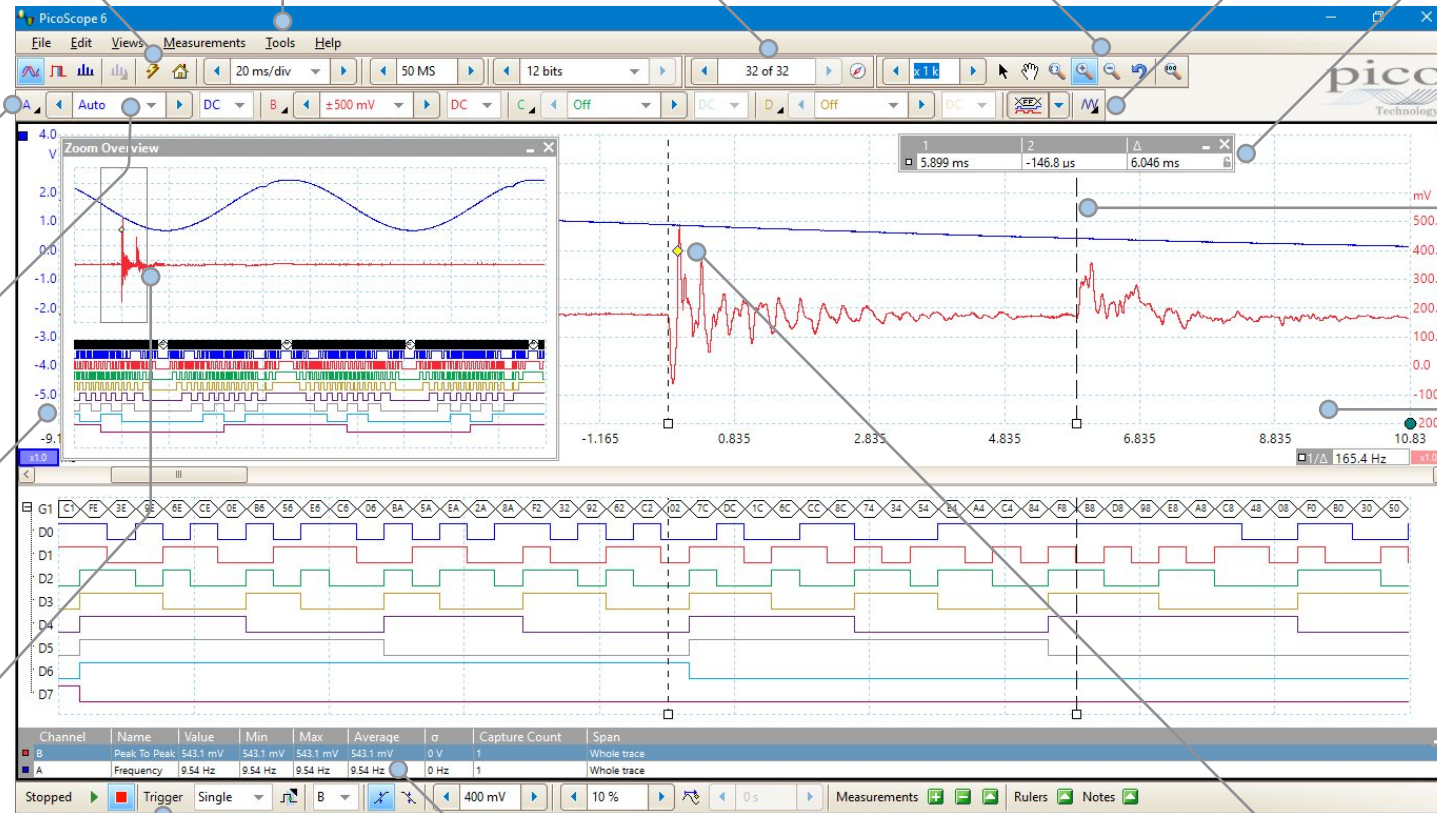 PicoScope 6
File Edit Views Measurements Tools Help
20 ms/div 50 MS 12 bits 32 of 32 x1 k
pico
Technology
A Auto DC B ±500 mV DC C Off DC D Off DC
4.0
V
2.0
1.0
0.0
-1.0
-2.0
-3.0
-4.0
-5.0
Zoom Overview
1 2 Δ
5.899 ms -146.8 µs 6.046 ms
mV
500.
400.
300.
200.
100.
0.0
-100
200
-9.1 -1.165 0.835 2.835 4.835 6.835 8.835 10.83
x1.0 1/Δ 165.4 Hz x1.0
G1 C1 FE 3E 9E 6E CE 0E B6 56 E6 C6 06 BA 5A EA 2A 8A F2 32 92 62 C2 02 7C DC 1C 6C CC 8C 74 34 54 E4 A4 C4 84 F8 B8 D8 98 E8 A8 C8 48 08 F0 B0 30 50
D0
D1
D2
D3
D4
D5
D6
D7
Channel Name Value Min Max Average σ Capture Count Span
B Peak To Peak 543.1 mV 543.1 mV 543.1 mV 543.1 mV 0 V 1 Whole trace
A Frequency 9.54 Hz 9.54 Hz 9.54 Hz 9.54 Hz 0 Hz 1 Whole trace
Stopped Trigger Single B 400 mV 10 % 0 s Measurements Rulers Notes